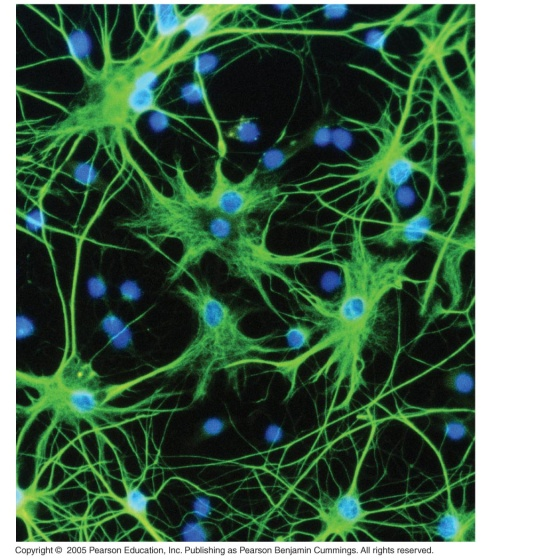 Copyright © 2005 Pearson Education, Inc. Publishing as Pearson Benjamin Cummings. All rights reserved.